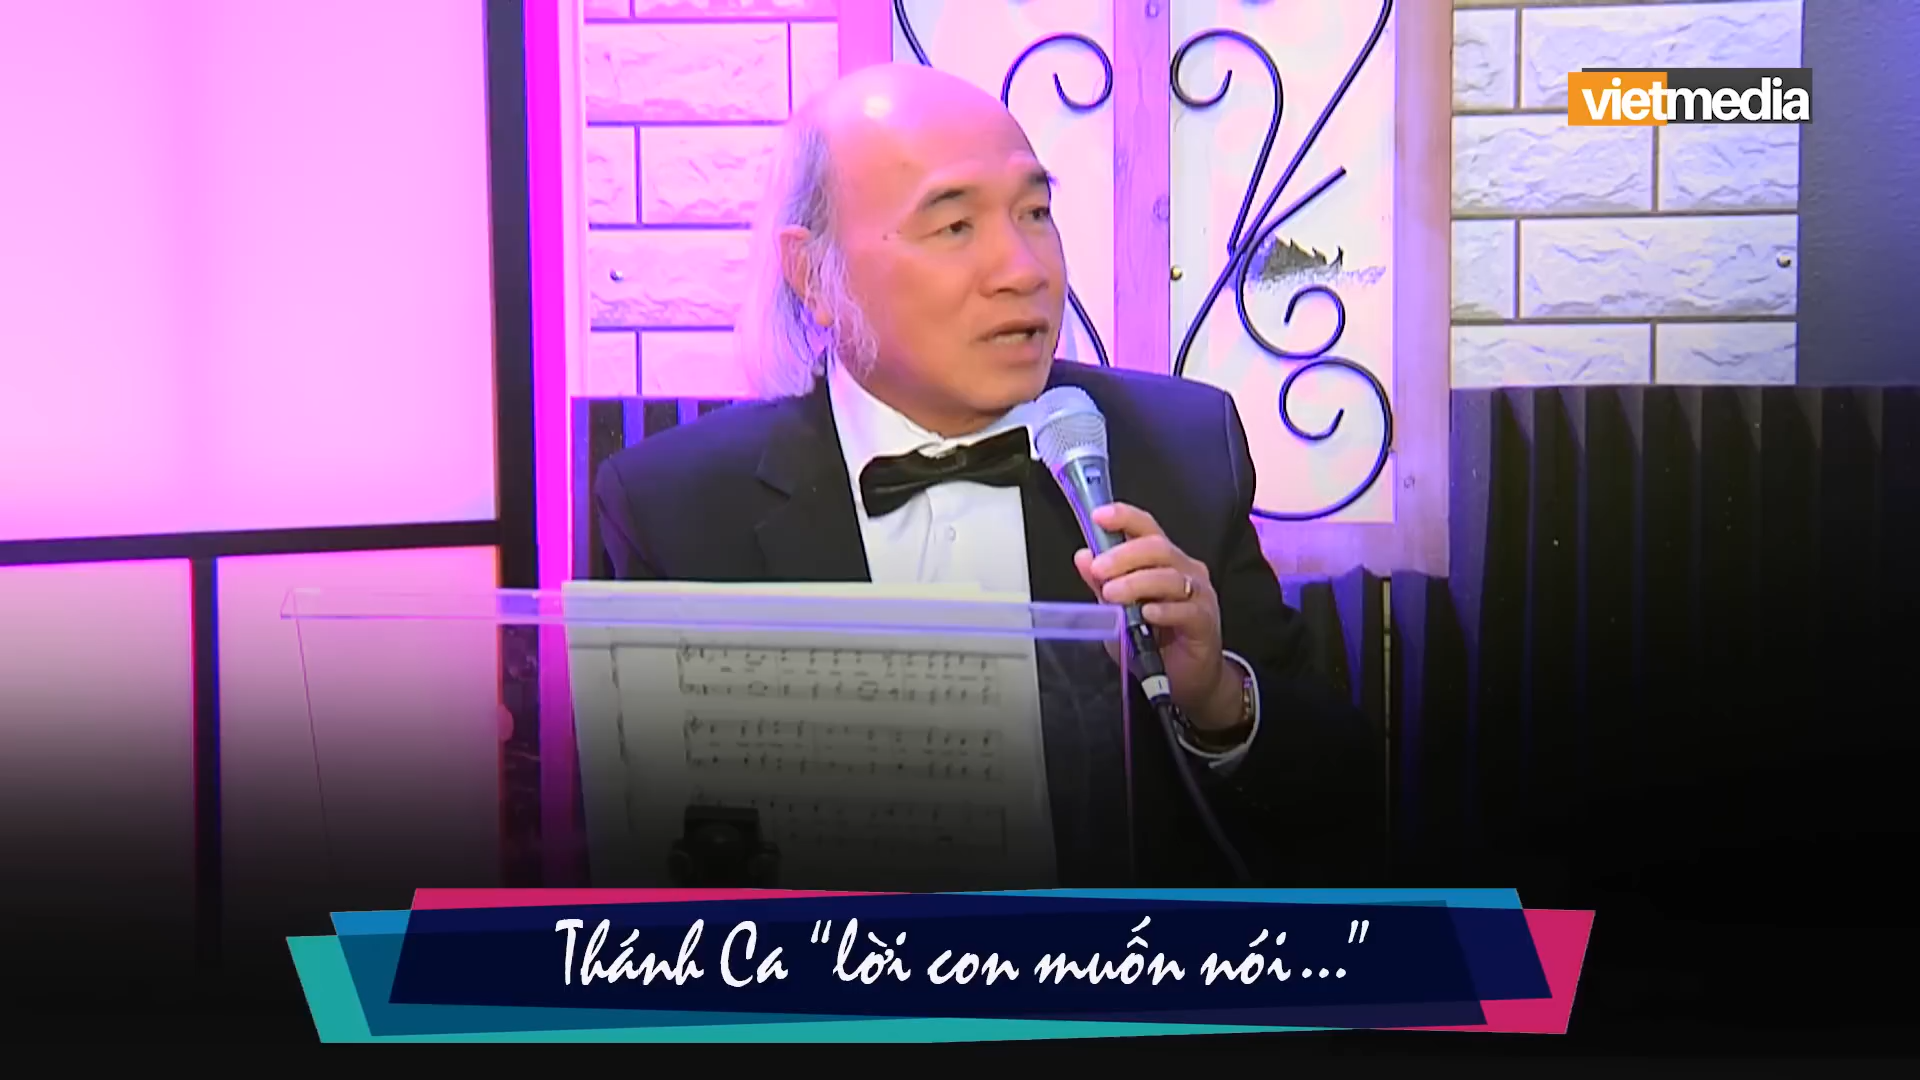 vietmedia
Thánh Ca “lời con muốn nói...”